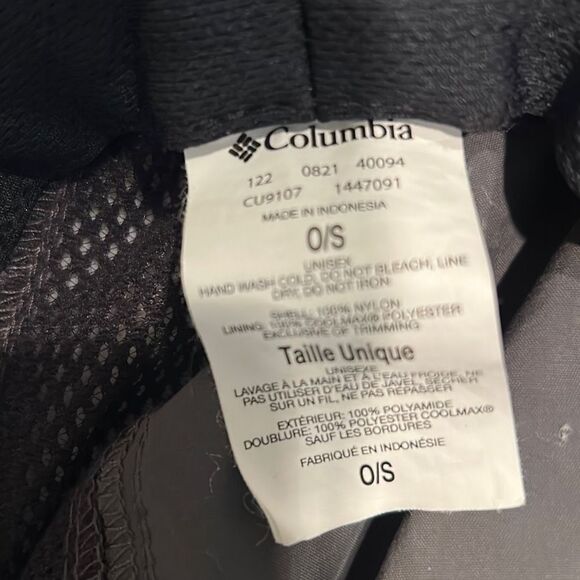 Columbia
122 0821 40094
CU9107 1447091
MADE IN INDONESIA
O/S
UNISEX
HAND WASH COLD, DO NOT BLEACH, LINE
DRY, DO NOT IRON
SHELL: 100% NYLON
LINING: 100% COOLMAX® POLYESTER
EXCLUSIVE OF TRIMMING
Taille Unique
UNISEXE
LAVAGE À LA MAIN ET À L'EAU FROIDE, NE
PAS UTILISER D'EAU DE JAVEL, SÉCHER
SUR UN FIL, NE PAS REPASSER
EXTÉRIEUR: 100% POLYAMIDE
DOUBLURE: 100% POLYESTER COOLMAX®
SAUF LES BORDURES
FABRIQUÉ EN INDONÉSIE
O/S